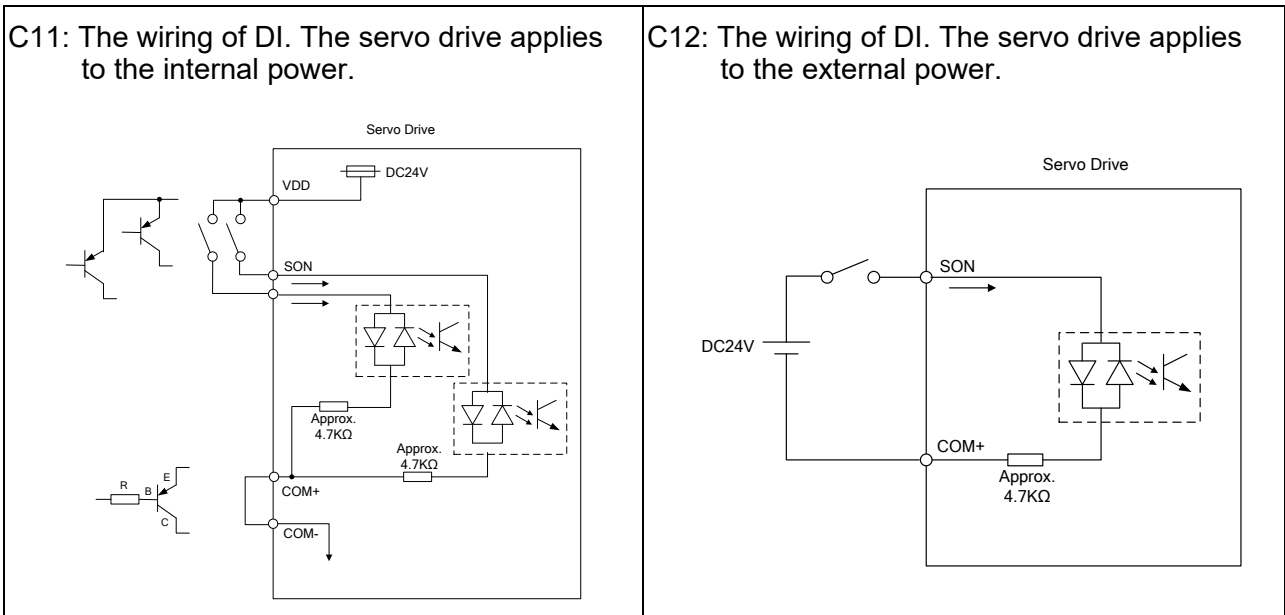 C11: The wiring of DI. The servo drive applies
to the internal power.
Servo Drive
DC24V
VDD
SON
Approx.
4.7KΩ
Approx.
4.7KΩ
COM+
COM-
R
B
E
C
C12: The wiring of DI. The servo drive applies
to the external power.
Servo Drive
SON
DC24V
COM+
Approx.
4.7KΩ